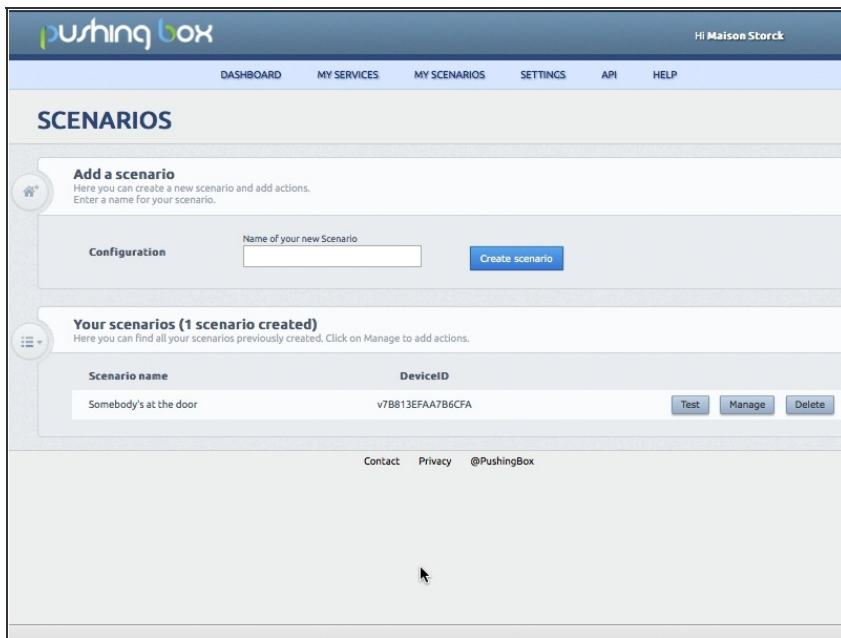 pushing box
Hi Maison Storck
DASHBOARD MY SERVICES MY SCENARIOS SETTINGS API HELP
SCENARIOS
Add a scenario
Here you can create a new scenario and add actions.
Enter a name for your scenario.
Name of your new Scenario
Configuration
Create scenario
Your scenarios (1 scenario created)
Here you can find all your scenarios previously created. Click on Manage to add actions.
Scenario name DeviceID
Somebody's at the door v7B813EFAA7B6CFA Test Manage Delete
Contact Privacy @PushingBox